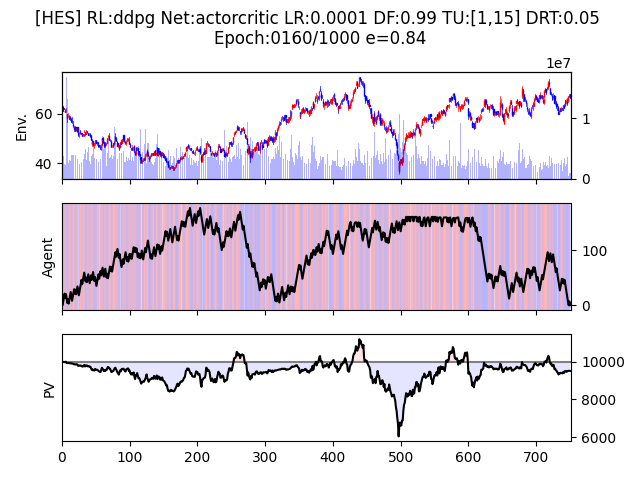 [HES] RL:ddpg Net:actorcritic LR:0.0001 DF:0.99 TU:[1,15] DRT:0.05
Epoch:0160/1000 e=0.84
1e7
Env.
60
40
1
0
Agent
100
0
PV
10000
8000
6000
0 100 200 300 400 500 600 700